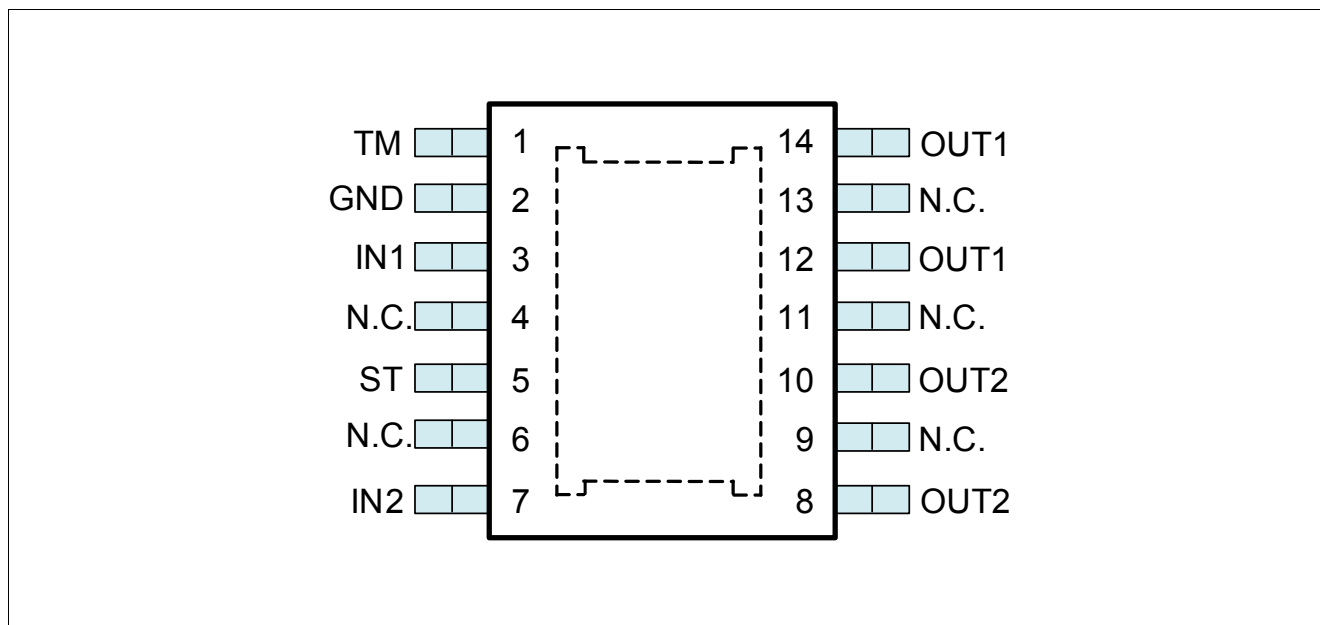 TM 1 14 OUT1
GND 2 13 N.C.
IN1 3 12 OUT1
N.C. 4 11 N.C.
ST 5 10 OUT2
N.C. 6 9 N.C.
IN2 7 8 OUT2